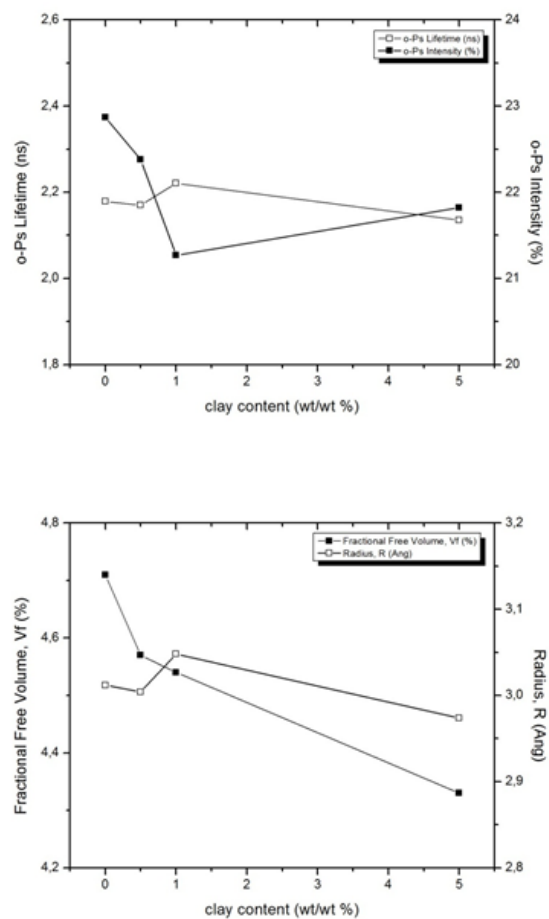 2,6
2,4
2,2
2,0
1,8
o-Ps Lifetime (ns)
24
23
22
21
20
o-Ps Intensity (%)
o-Ps Lifetime (ns)
o-Ps Intensity (%)
0 1 2 3 4 5
clay content (wt/wt %)
4,8
4,6
4,4
4,2
Fractional Free Volume, Vf (%)
3,2
3,1
3,0
2,9
2,8
Radius, R (Ang)
Fractional Free Volume, Vf (%)
Radius, R (Ang)
0 1 2 3 4 5
clay content (wt/wt %)